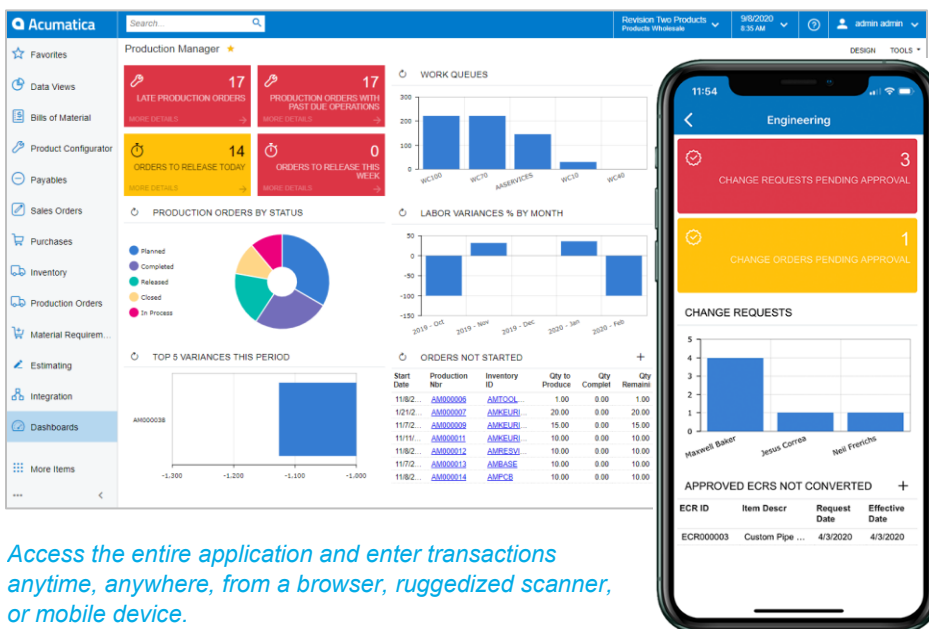 Acumatica
Search...
Revision Two Products
Products Wholesale
9/8/2020
8:35 AM
admin admin
Favorites
Data Views
Bills of Material
Product Configurator
Payables
Sales Orders
Purchases
Inventory
Production Orders
Material Requirem...
Estimating
Integration
Dashboards
More Items
Production Manager
DESIGN TOOLS
17
LATE PRODUCTION ORDERS
MORE DETAILS
17
PRODUCTION ORDERS WITH
PAST DUE OPERATIONS
MORE DETAILS
14
ORDERS TO RELEASE TODAY
MORE DETAILS
0
ORDERS TO RELEASE THIS
WEEK
MORE DETAILS
WORK QUEUES
300
200
100
0
WC100 WC70 AASERVICES WC10 WC40
PRODUCTION ORDERS BY STATUS
Planned
Completed
Released
Closed
In Process
LABOR VARIANCES % BY MONTH
50
0
-50
-100
-150
2019 - Oct 2019 - Nov 2019 - Dec 2020 - Jan 2020 - Feb
TOP 5 VARIANCES THIS PERIOD
AM000038
-1,300 -1,200 -1,100 -1,000
ORDERS NOT STARTED
Start Production Inventory Qty to Qty Qty
Date Nbr ID Produce Complet Remaini
11/8/2... AM000006 AMTOOL... 1.00 0.00 1.00
1/21/2... AM000007 AMKEURI... 20.00 0.00 20.00
11/7/2... AM000009 AMKEURI... 15.00 0.00 15.00
11/11/... AM000011 AMKEURI... 10.00 0.00 10.00
11/8/2... AM000012 AMRESVI... 10.00 0.00 10.00
11/7/2... AM000013 AMBASE 10.00 0.00 10.00
11/8/2... AM000014 AMPCB 10.00 0.00 10.00
11:54
Engineering
3
CHANGE REQUESTS PENDING APPROVAL
1
CHANGE ORDERS PENDING APPROVAL
CHANGE REQUESTS
5
4
3
2
1
0
Maxwell Baker Jesus Correa Neil Frerichs
APPROVED ECRS NOT CONVERTED
ECR ID Item Descr Request Effective
Date Date
ECR000003 Custom Pipe ... 4/3/2020 4/3/2020
Access the entire application and enter transactions
anytime, anywhere, from a browser, ruggedized scanner,
or mobile device.